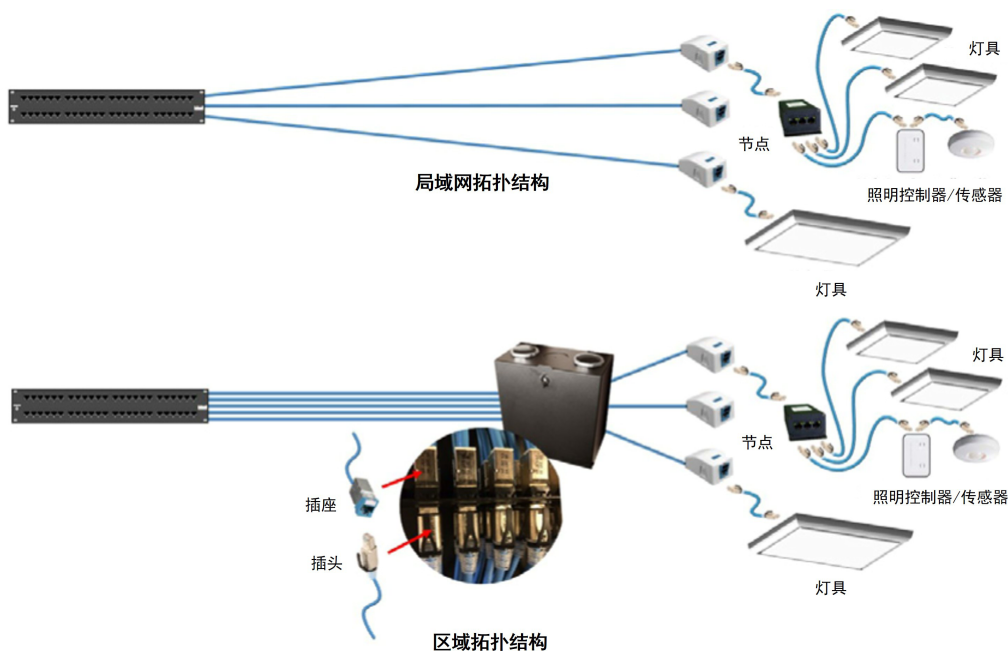 灯具
节点
照明控制器/传感器
局域网拓扑结构
灯具
灯具
节点
照明控制器/传感器
插座
插头
灯具
区域拓扑结构